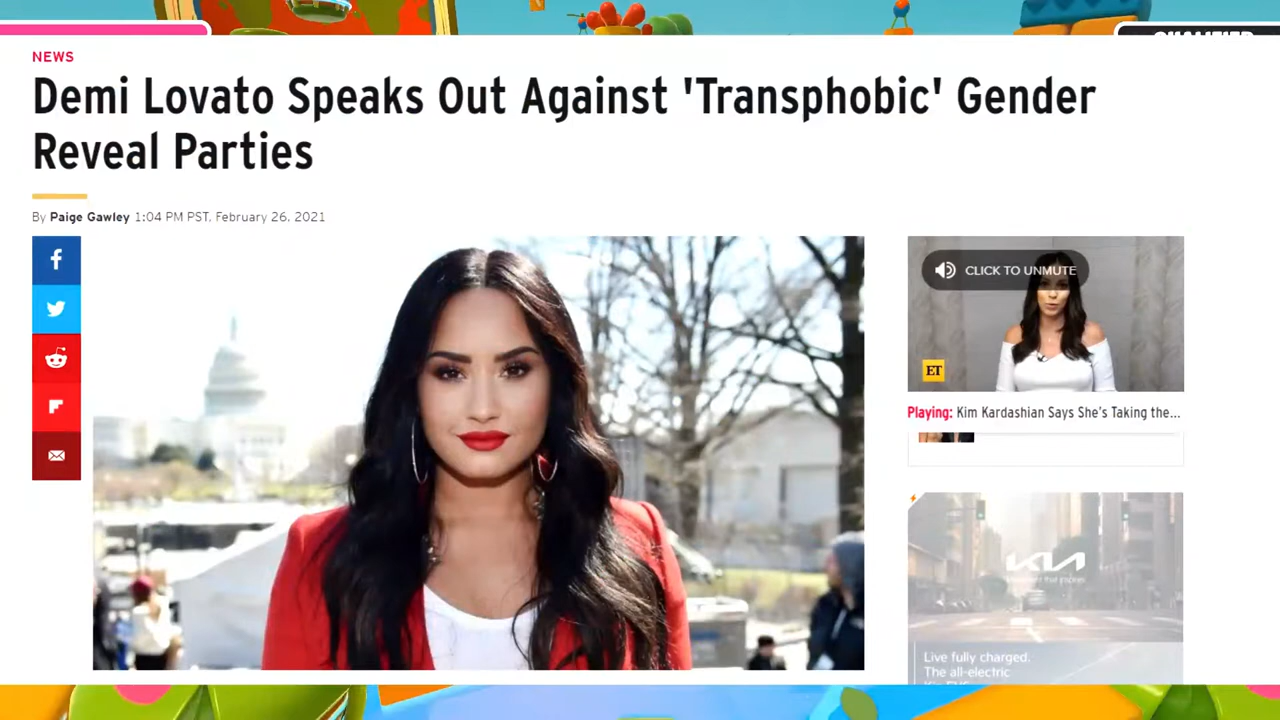 NEWS
Demi Lovato Speaks Out Against 'Transphobic' Gender
Reveal Parties
By Paige Gawley 1:04 PM PST, February 26, 2021
CLICK TO UNMUTE
ET
Playing: Kim Kardashian Says She's Taking the...
KIA
Live fully charged.
The all-electric